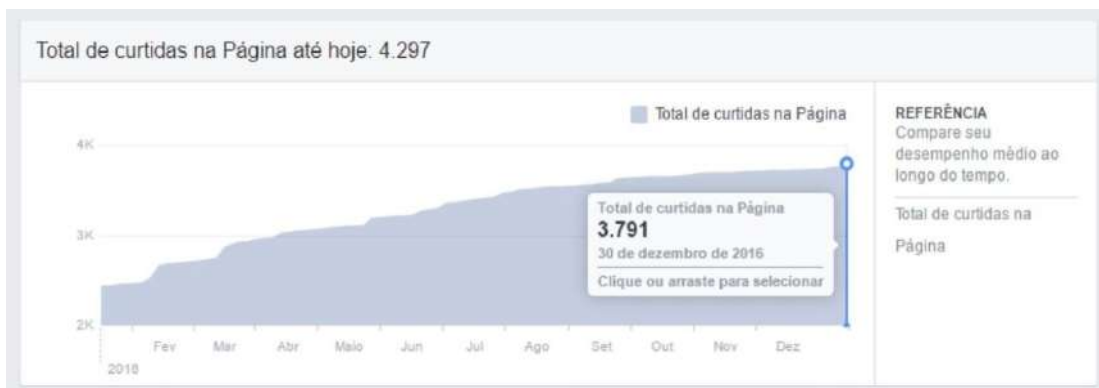 Total de curtidas na Página até hoje: 4.297
Total de curtidas na Página
4K
3K
2K
Total de curtidas na Página
3.791
30 de dezembro de 2016
Clique ou arraste para selecionar
Fev Mar Abr Maio Jun Jul Ago Set Out Nov Dez
2016
REFERÊNCIA
Compare seu
desempenho médio ao
longo do tempo.
Total de curtidas na
Página